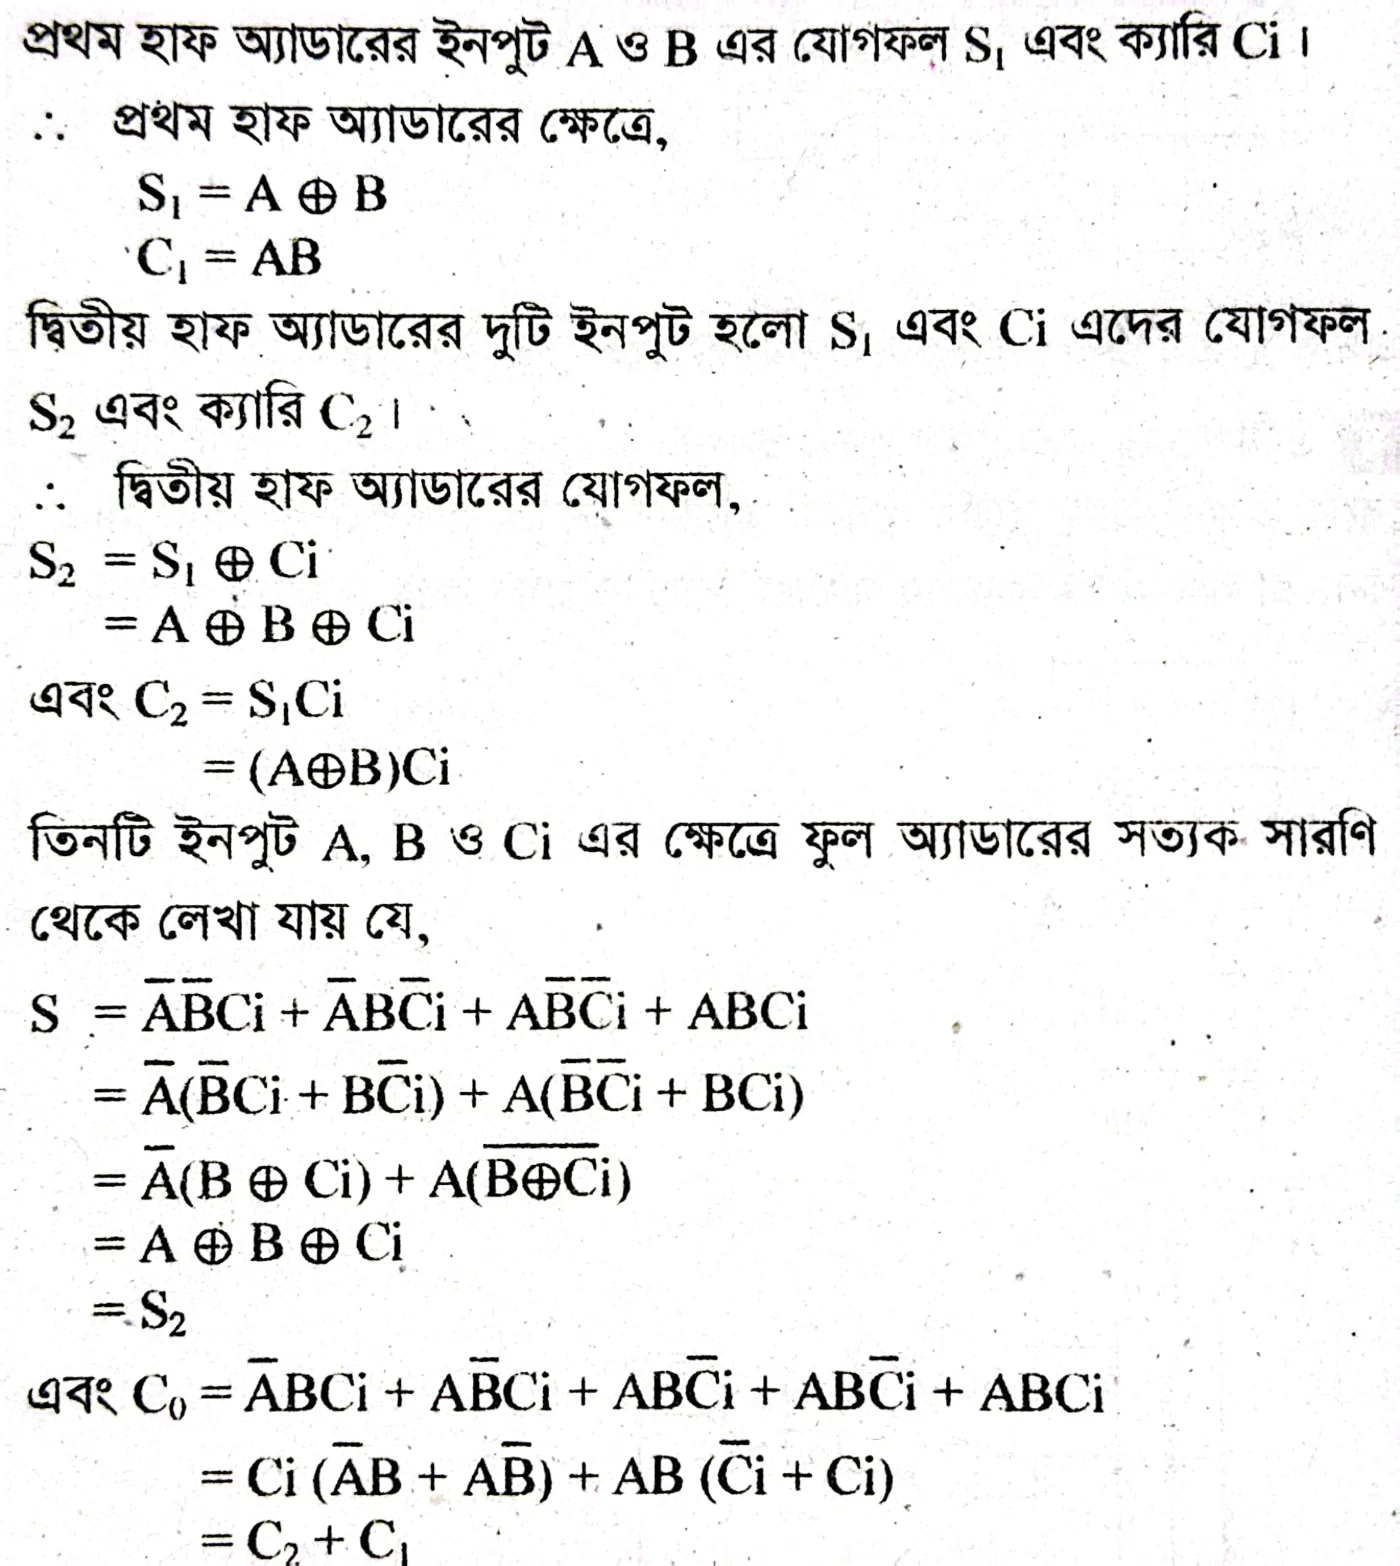 প্রথম হাফ অ্যাডারের ইনপুট A ও B এর যোগফল S₁ এবং ক্যারি Ci।
∴ প্রথম হাফ অ্যাডারের ক্ষেত্রে,
S₁ = A ⊕ B
C₁ = AB
দ্বিতীয় হাফ অ্যাডারের দুটি ইনপুট হলো S₁ এবং Ci এদের যোগফল
S₂ এবং ক্যারি C₂।
∴ দ্বিতীয় হাফ অ্যাডারের যোগফল,
S₂ = S₁ ⊕ Ci
= A ⊕ B ⊕ Ci
এবং C₂ = S₁Ci
= (A⊕B)Ci
তিনটি ইনপুট A, B ও Ci এর ক্ষেত্রে ফুল অ্যাডারের সত্যক সারণি
থেকে লেখা যায় যে,
S = A̅B̅Ci + A̅BC̅i + AB̅C̅i + ABCi
= A̅(B̅Ci + BC̅i) + A(B̅C̅i + BCi)
= A̅(B ⊕ Ci) + A(B̅⊕̅C̅i̅)
= A ⊕ B ⊕ Ci
= S₂
এবং C₀ = A̅BCi + AB̅Ci + ABC̅i + ABC̅i + ABCi
= Ci (A̅B + AB̅) + AB (C̅i + Ci)
= C₂ + C₁